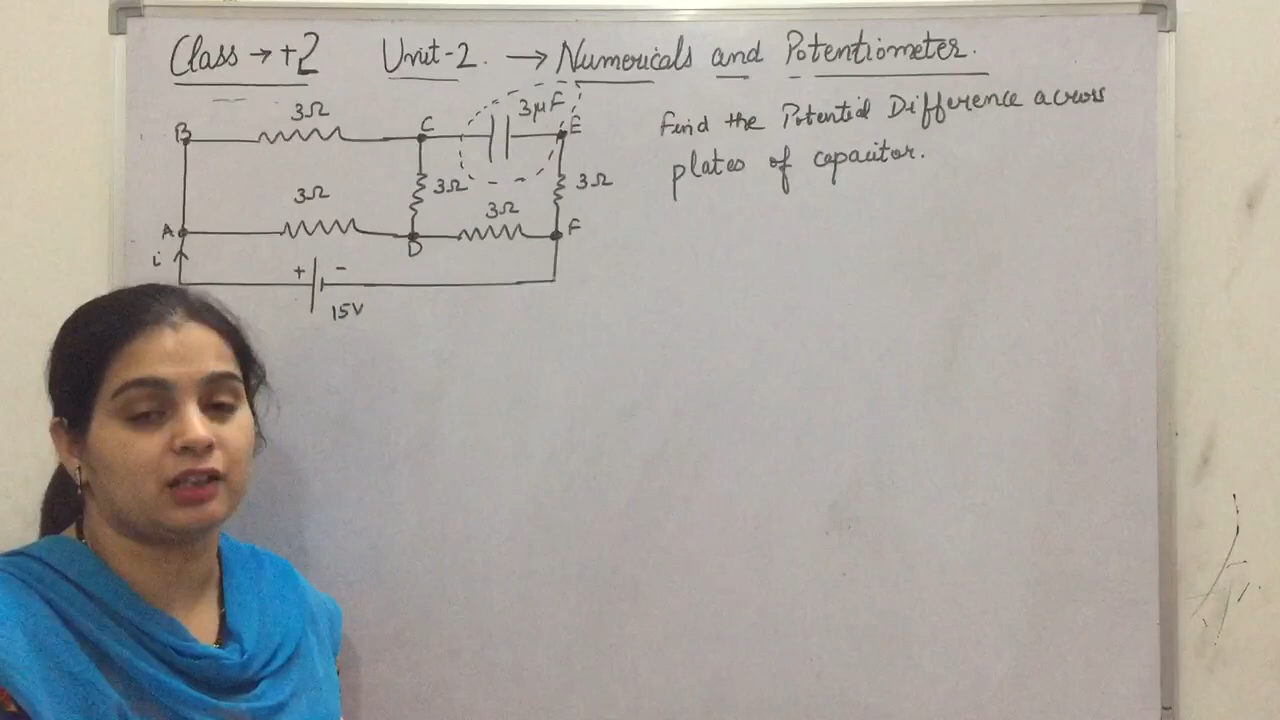 Class → +2 Unit-2. → Numericals and Potentiometer.
Find the Potential Difference across
plates of capacitor.
3Ω 3μF
B C E
3Ω 3Ω
3Ω 3Ω
A D F
i
+ -
15V